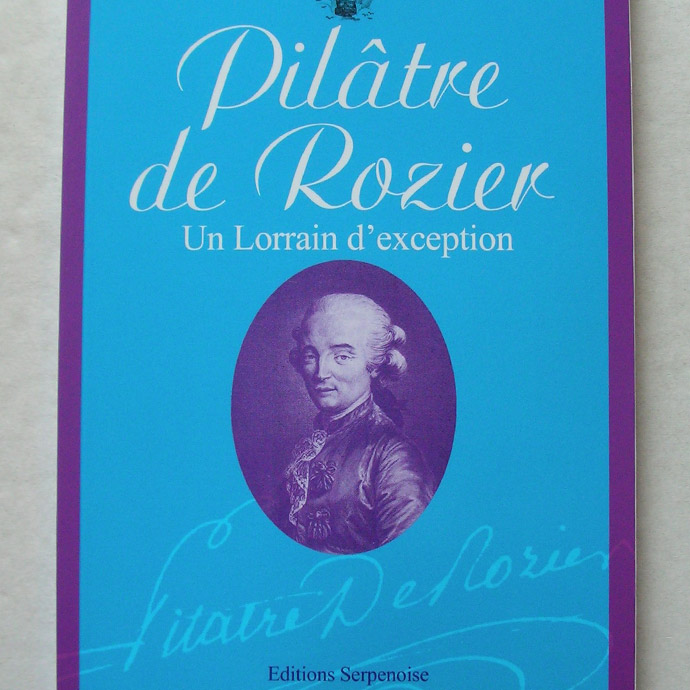 Pilâtre
de Rozier
Un Lorrain d’exception
Pilatre De Rozier
Editions Serpenoise